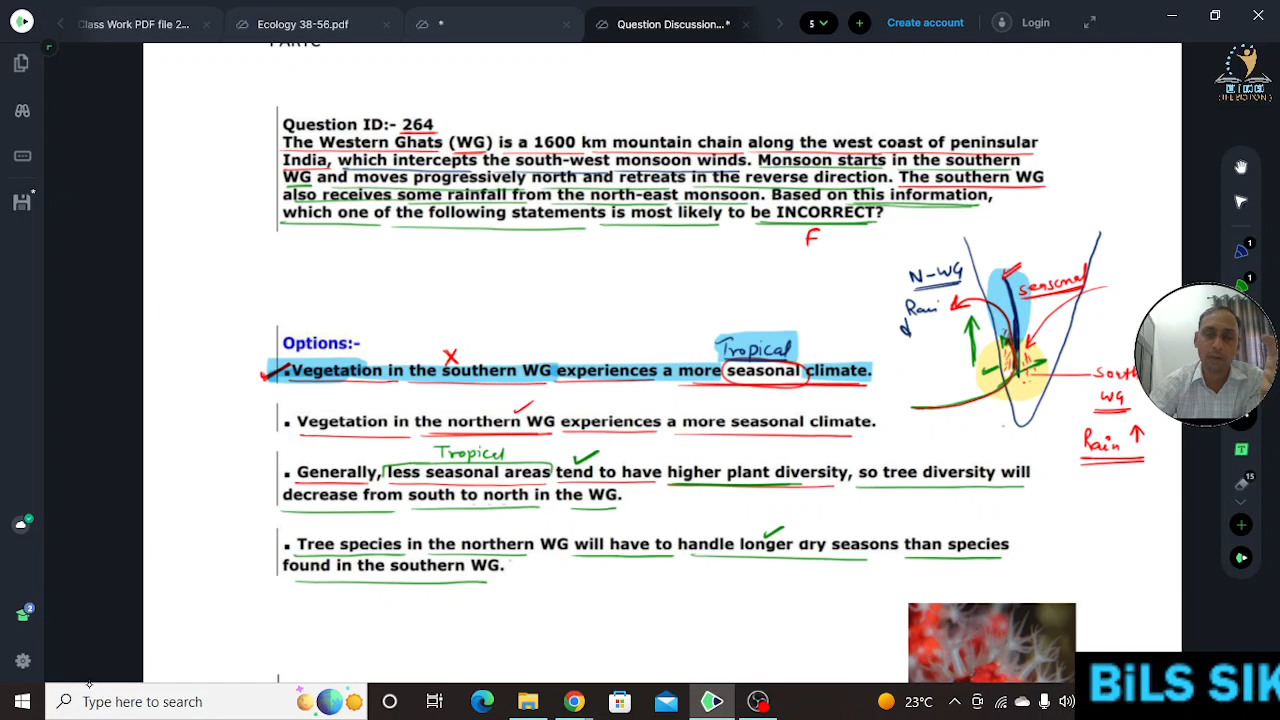 Class Work PDF file 2...
Ecology 38-56.pdf
*
Question Discussion...*
5
Create account
Login
PARTC
Question ID:- 264
The Western Ghats (WG) is a 1600 km mountain chain along the west coast of peninsular
India, which intercepts the south-west monsoon winds. Monsoon starts in the southern
WG and moves progressively north and retreats in the reverse direction. The southern WG
also receives some rainfall from the north-east monsoon. Based on this information,
which one of the following statements is most likely to be INCORRECT?
F
N-WG
seasonal
Rain
Options:-
x
Tropical
Vegetation in the southern WG experiences a more seasonal climate.
South
WG
Rain ↑
. Vegetation in the northern WG experiences a more seasonal climate.
Tropical
. Generally, less seasonal areas tend to have higher plant diversity, so tree diversity will
decrease from south to north in the WG.
. Tree species in the northern WG will have to handle longer dry seasons than species
found in the southern WG.
1
1
15
2
BiLS SIK
Type here to search
23°C
ENG